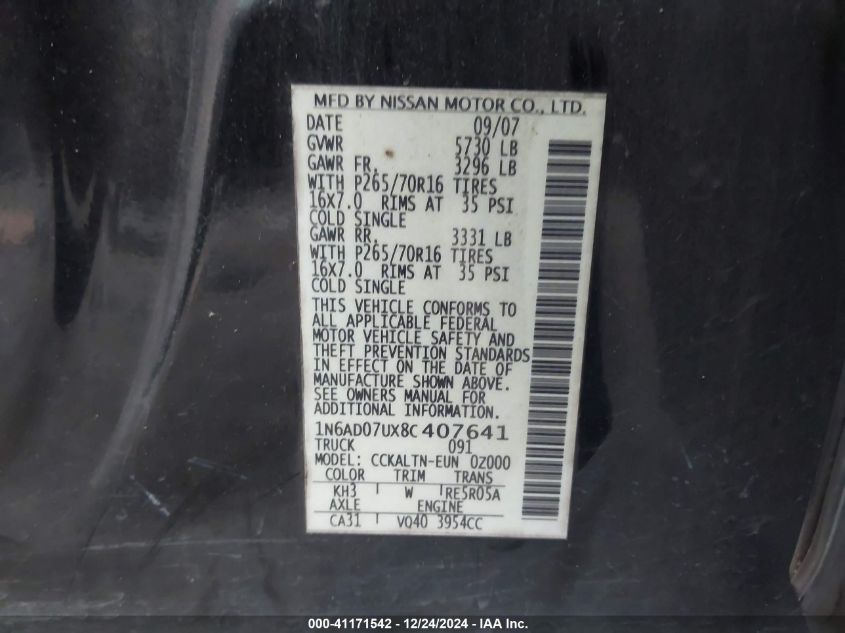 MFD BY NISSAN MOTOR CO., LTD.
DATE 09/07
GVWR 5730 LB
GAWR FR. 3296 LB
WITH P265/70R16 TIRES
16X7.0 RIMS AT 35 PSI
COLD SINGLE
GAWR RR. 3331 LB
WITH P265/70R16 TIRES
16X7.0 RIMS AT 35 PSI
COLD SINGLE
THIS VEHICLE CONFORMS TO
ALL APPLICABLE FEDERAL
MOTOR VEHICLE SAFETY AND
THEFT PREVENTION STANDARDS
IN EFFECT ON THE DATE OF
MANUFACTURE SHOWN ABOVE.
SEE OWNERS MANUAL FOR
ADDITIONAL INFORMATION.
1N6AD07UX8C407641
TRUCK 091
MODEL: CCKALTN-EUN 0Z000
COLOR TRIM TRANS
KH3 W RE5R05A
AXLE ENGINE
CA31 VQ40 3954CC
000-41171542 - 12/24/2024 - IAA Inc.